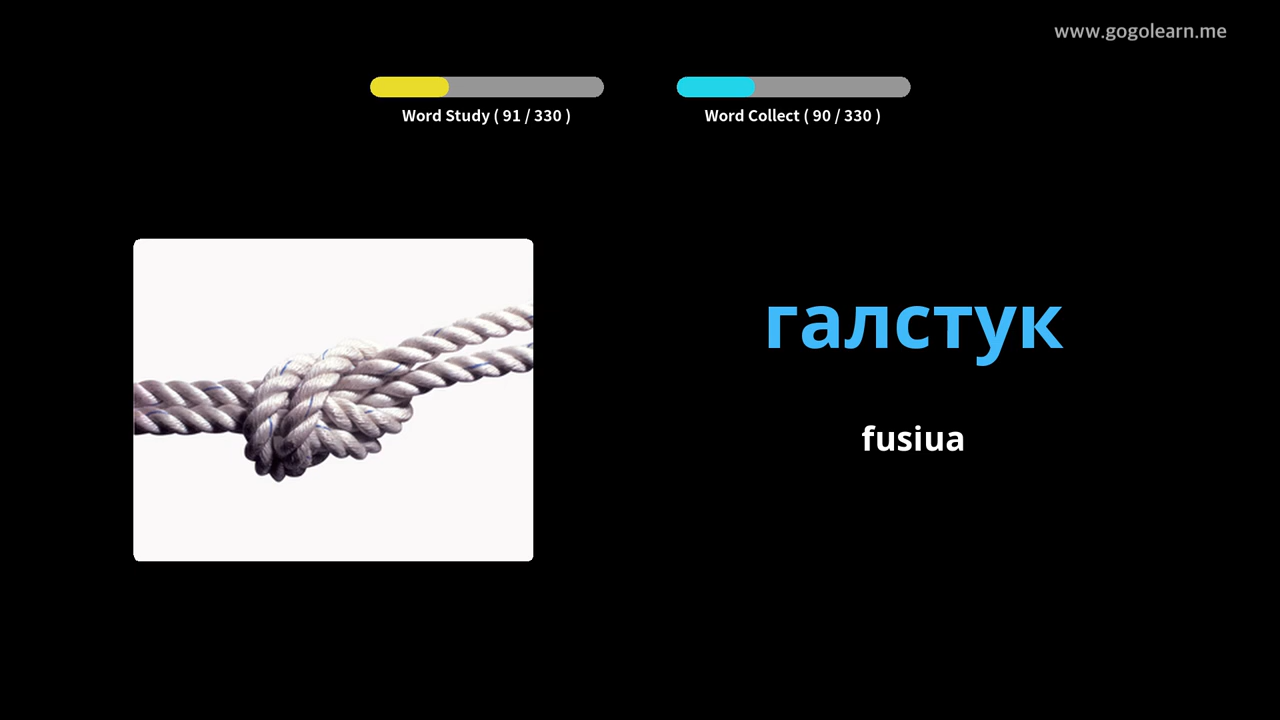 www.gogolearn.me
Word Study ( 91 / 330 )
Word Collect ( 90 / 330 )
галстук
fusiua